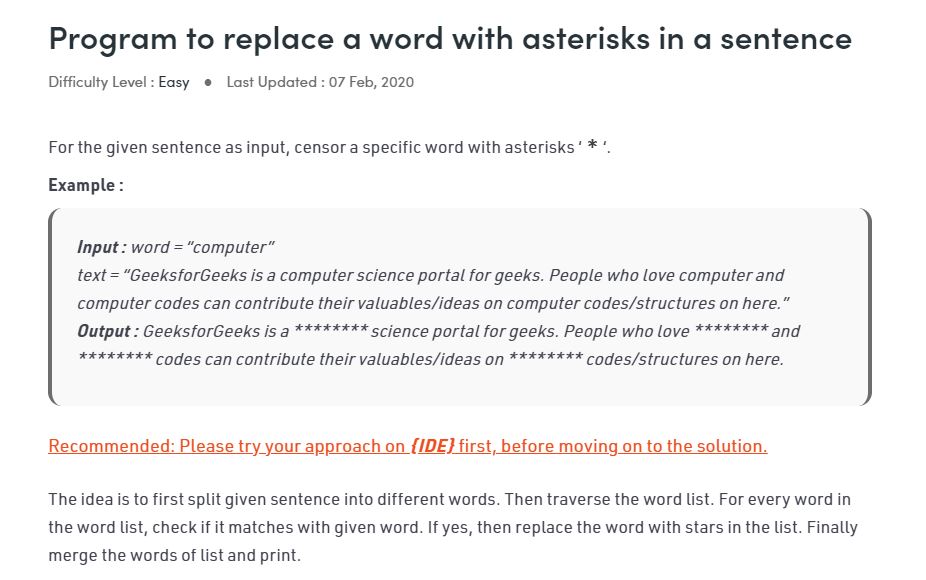 Program to replace a word with asterisks in a sentence
Difficulty Level : Easy ● Last Updated : 07 Feb, 2020
For the given sentence as input, censor a specific word with asterisks ‘ * ‘.
Example :
Input : word = “computer”
text = “GeeksforGeeks is a computer science portal for geeks. People who love computer and
computer codes can contribute their valuables/ideas on computer codes/structures on here.”
Output : GeeksforGeeks is a ******** science portal for geeks. People who love ******** and
******** codes can contribute their valuables/ideas on ******** codes/structures on here.
Recommended: Please try your approach on {IDE} first, before moving on to the solution.
The idea is to first split given sentence into different words. Then traverse the word list. For every word in
the word list, check if it matches with given word. If yes, then replace the word with stars in the list. Finally
merge the words of list and print.